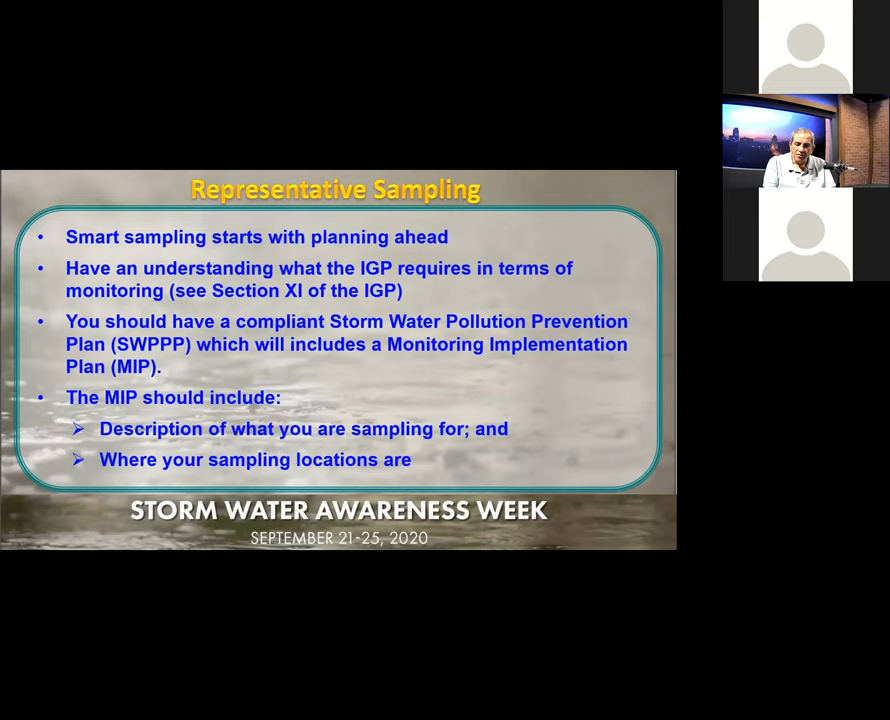 Representative Sampling
• Smart sampling starts with planning ahead
• Have an understanding what the IGP requires in terms of
monitoring (see Section XI of the IGP)
• You should have a compliant Storm Water Pollution Prevention
Plan (SWPPP) which will includes a Monitoring Implementation
Plan (MIP).
• The MIP should include:
➢ Description of what you are sampling for; and
➢ Where your sampling locations are
STORM WATER AWARENESS WEEK
SEPTEMBER 21-25, 2020